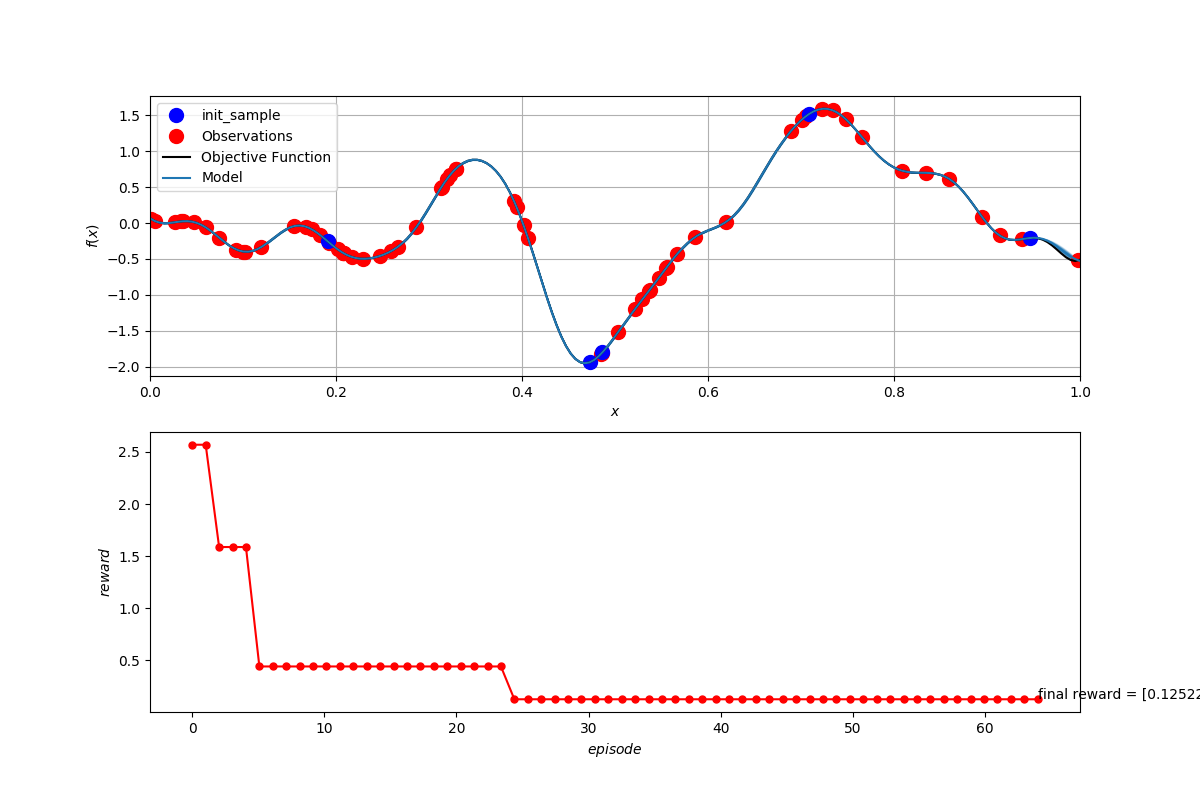 init_sample
Observations
Objective Function
Model
1.5
1.0
0.5
0.0
−0.5
−1.0
−1.5
−2.0
f(x)
0.0 0.2 0.4 0.6 0.8 1.0
x
2.5
2.0
1.5
1.0
0.5
reward
final reward = [0.12522
0 10 20 30 40 50 60
episode